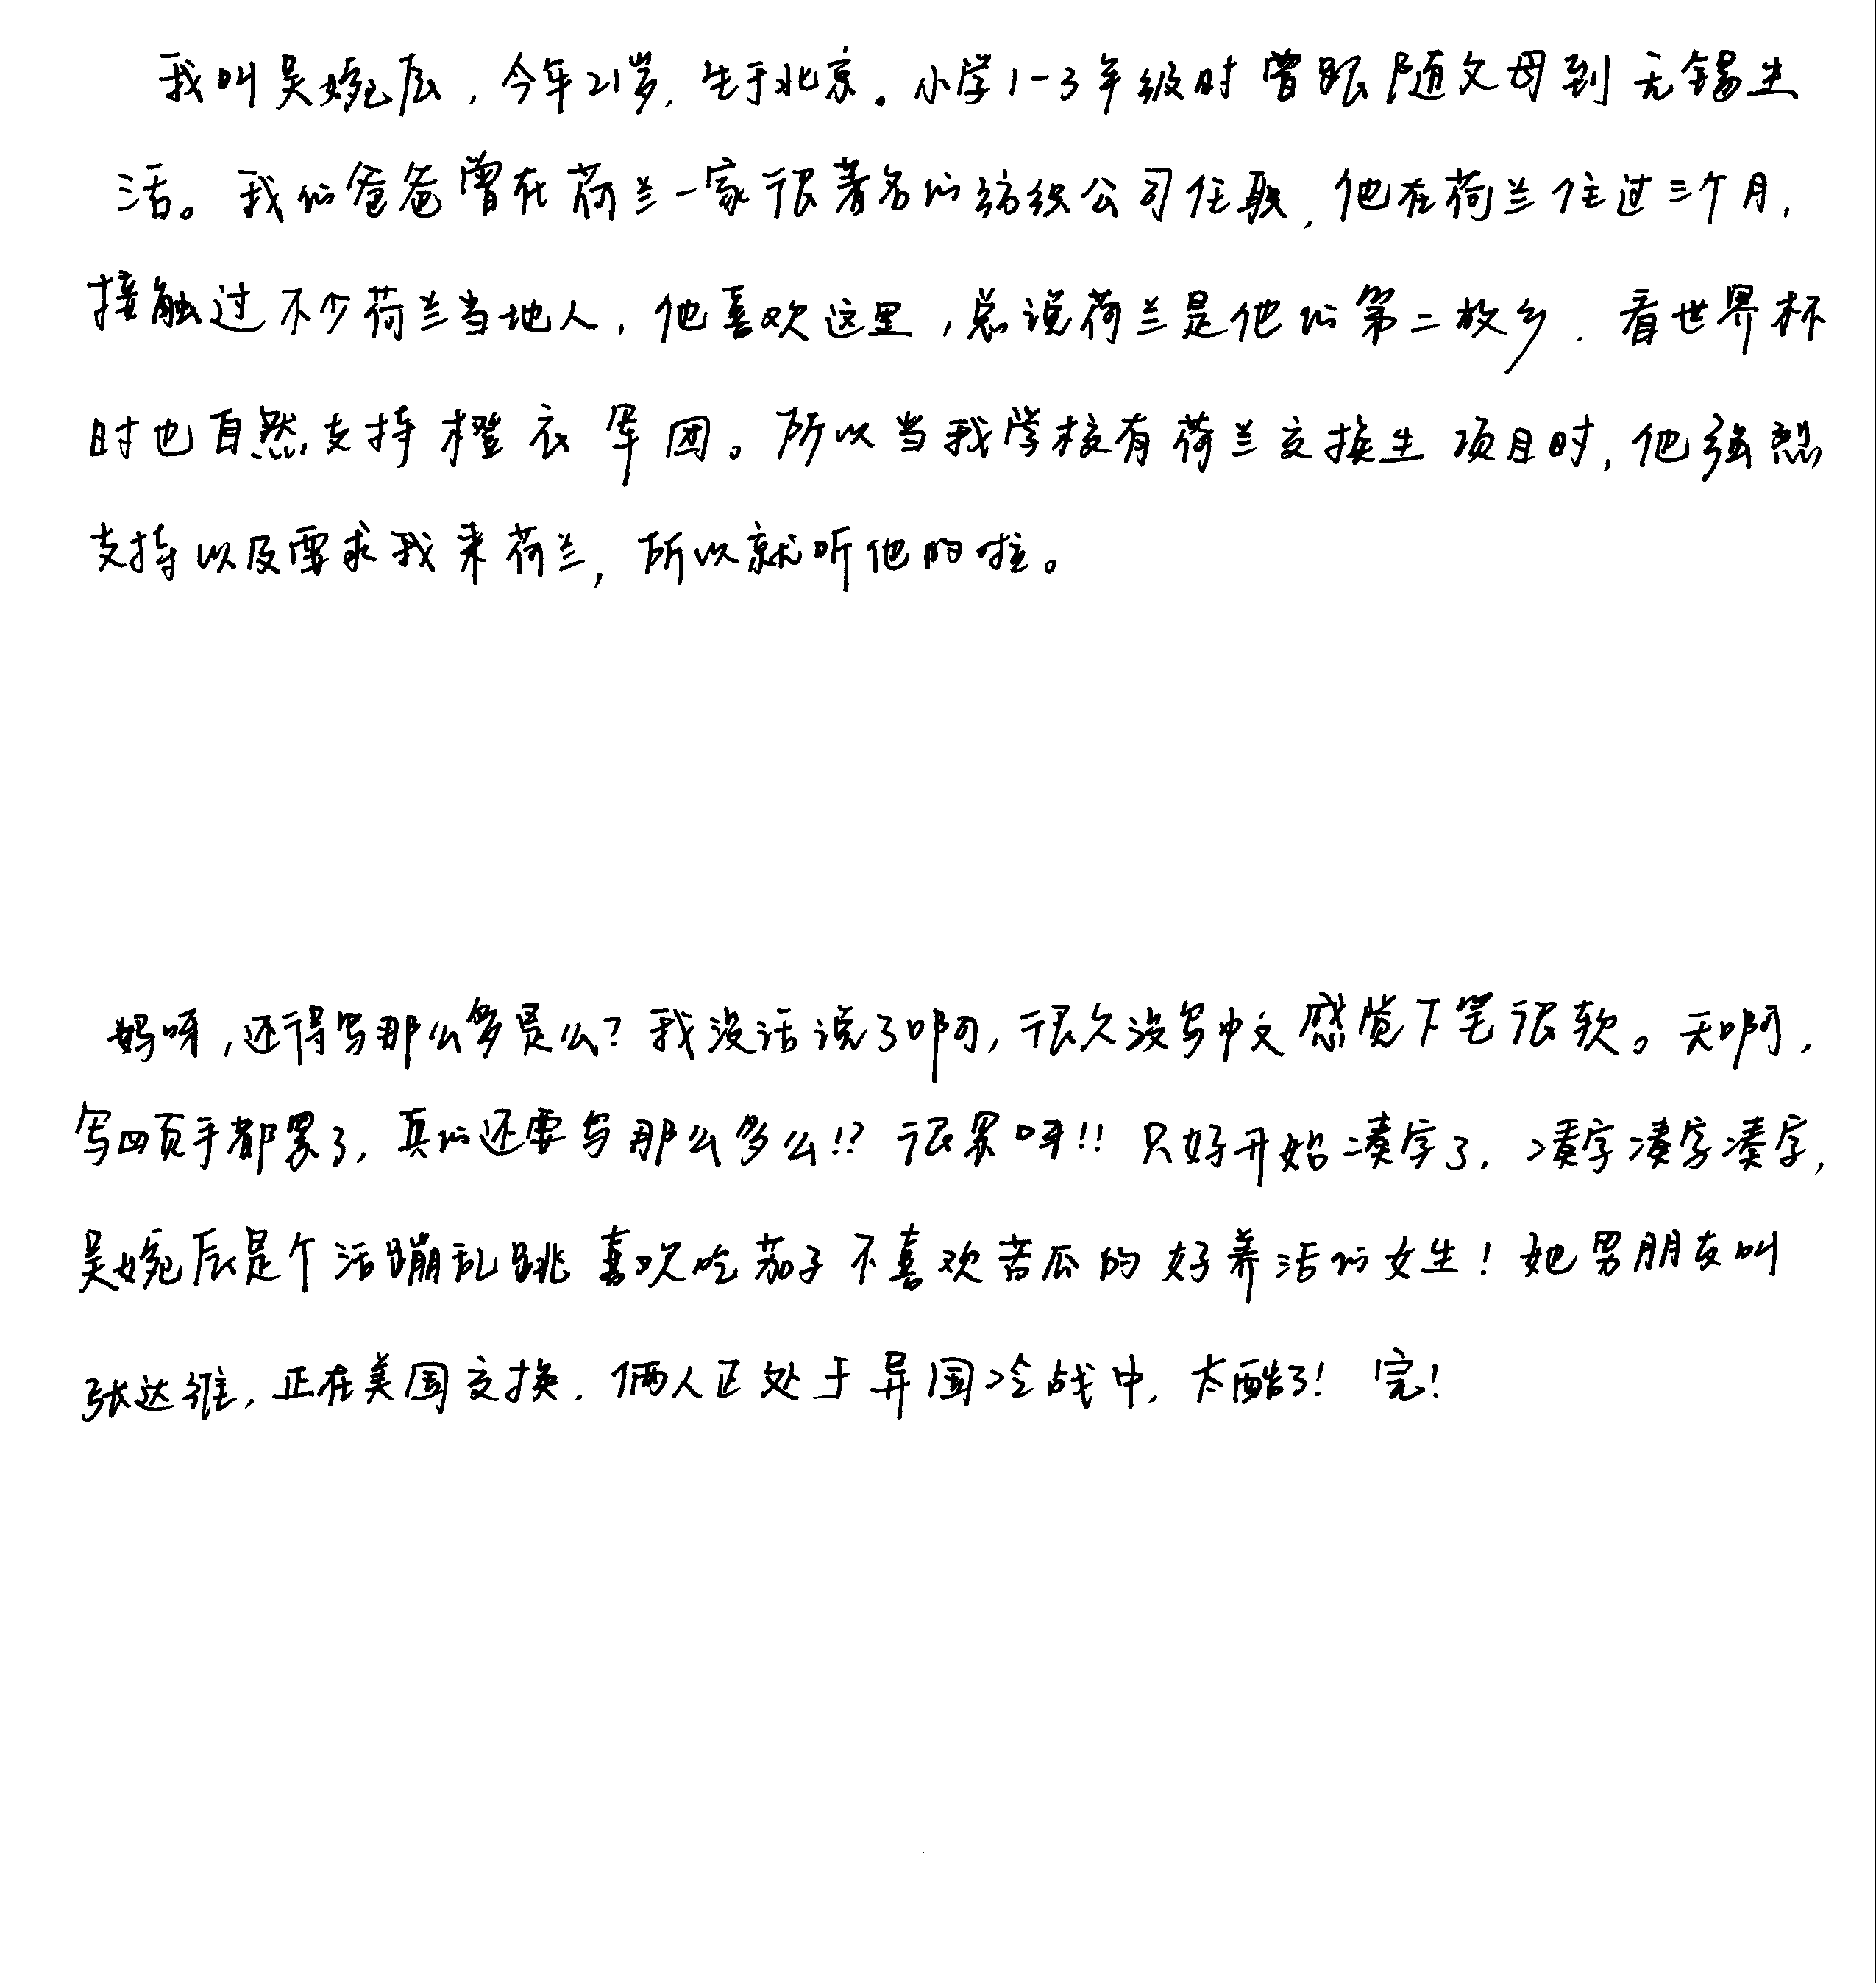 我叫吴婉辰，今年21岁，生于北京。小学1-3年级时曾跟随父母到无锡生
活。我的爸爸曾在荷兰一家很著名的纺织公司任职，他在荷兰住过三个月，
接触过不少荷兰当地人，他喜欢这里，总说荷兰是他的第二故乡，看世界杯
时也自然支持橙衣军团。所以当我学校有荷兰交换生项目时，他强烈
支持以及要求我来荷兰，所以就听他的啦。
妈呀，还得写那么多是么？我没话说了啊，很久没写中文感觉下笔很软。天啊，
写四页手都累了，真的还要写那么多么!? 很累呀!! 只好开始凑字了，凑字凑字凑字，
吴婉辰是个活蹦乱跳喜欢吃茄子不喜欢苦瓜的好养活的女生！她男朋友叫
张达维，正在美国交换，俩人正处于异国冷战中，太酷了！完！